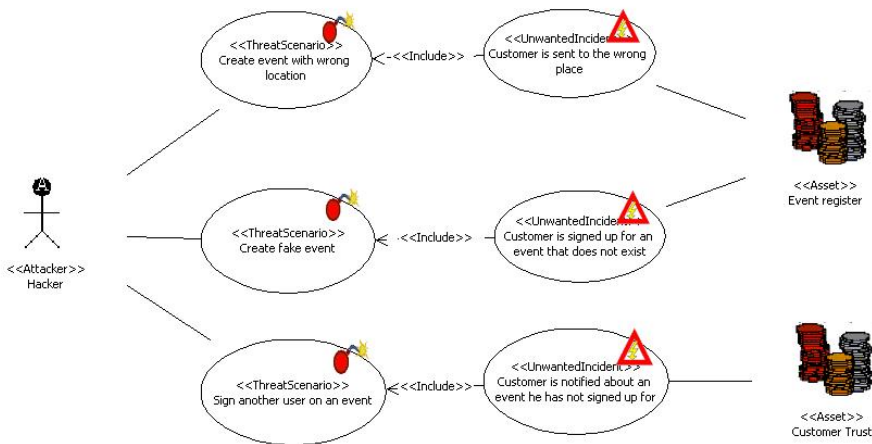 <<ThreatScenario>>
Create event with wrong
location
<<Include>>
<<UnwantedIncident
Customer is sent to the wrong
place
<<Asset>>
Event register
A
<<Attacker>>
Hacker
<<ThreatScenario>>
Create fake event
<<Include>>
<<UnwantedIncident
Customer is signed up for an
event that does not exist
<<ThreatScenario>>
Sign another user on an event
<<Include>>
<<UnwantedIncident>>
Customer is notified about an
event he has not signed up for
<<Asset>>
Customer Trust